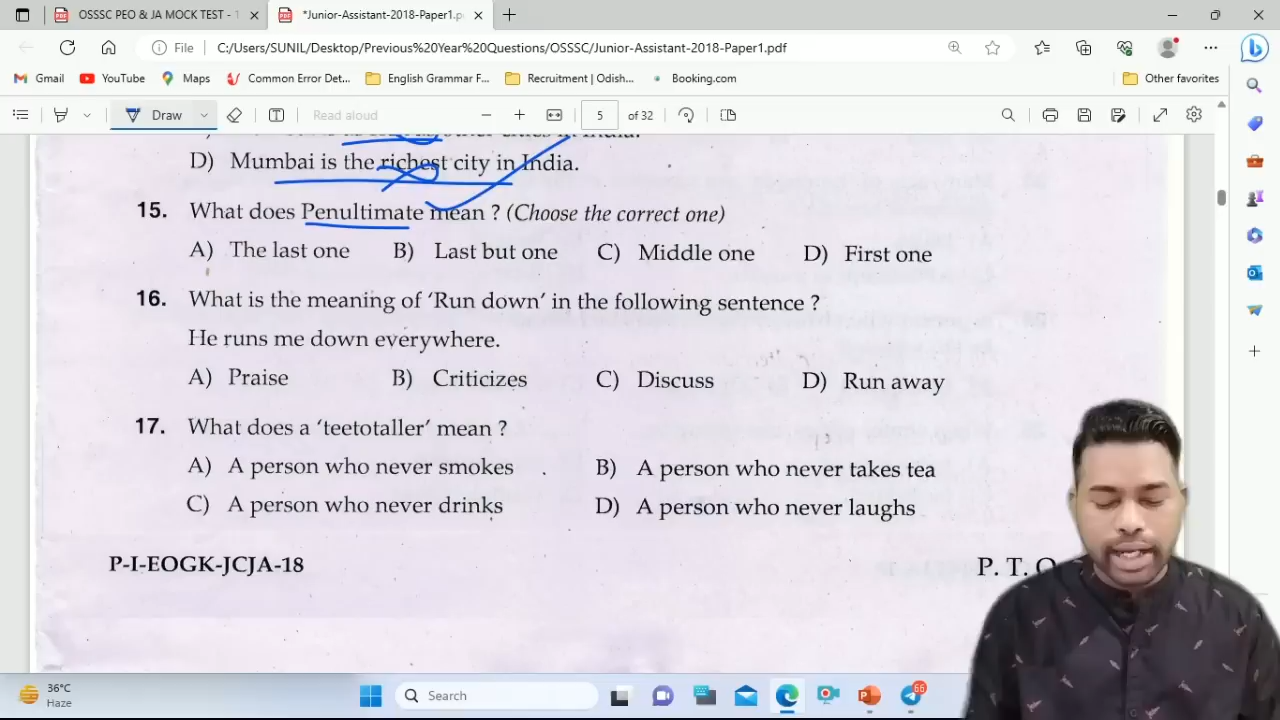 OSSSC PEO & JA MOCK TEST - 1
*Junior-Assistant-2018-Paper1.p
File C:/Users/SUNIL/Desktop/Previous%20Year%20Questions/OSSSC/Junior-Assistant-2018-Paper1.pdf
Gmail YouTube Maps Common Error Det... English Grammar F... Recruitment | Odish... Booking.com Other favorites
Draw Read aloud 5 of 32
other cities in India.
D) Mumbai is the richest city in India.
15. What does Penultimate mean ? (Choose the correct one)
A) The last one B) Last but one C) Middle one D) First one
16. What is the meaning of ‘Run down’ in the following sentence ?
He runs me down everywhere.
A) Praise B) Criticizes C) Discuss D) Run away
17. What does a ‘teetotaller’ mean ?
A) A person who never smokes B) A person who never takes tea
C) A person who never drinks D) A person who never laughs
P-I-EOGK-JCJA-18 P. T. O
36°C
Haze
Search
66